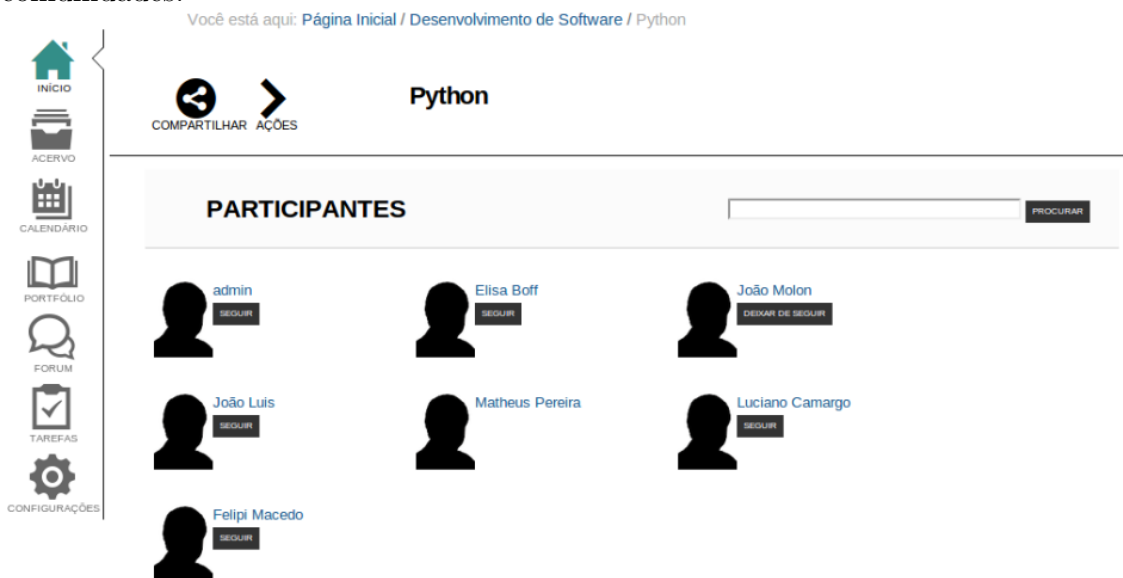 Você está aqui: Página Inicial / Desenvolvimento de Software / Python
INÍCIO
COMPARTILHAR AÇÕES
Python
ACERVO
CALENDÁRIO
PORTFÓLIO
FORUM
TAREFAS
CONFIGURAÇÕES
PARTICIPANTES
PROCURAR
admin
SEGUIR
Elisa Boff
SEGUIR
João Molon
DEIXAR DE SEGUIR
João Luis
SEGUIR
Matheus Pereira
Luciano Camargo
SEGUIR
Felipi Macedo
SEGUIR